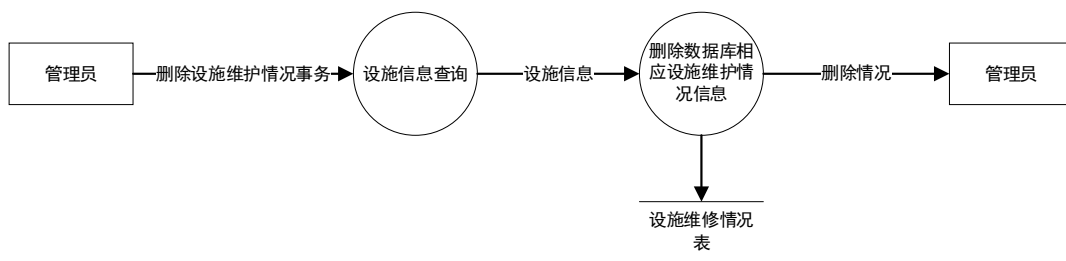 管理员
删除设施维护情况事务
设施信息查询
设施信息
删除数据库相
应设施维护情
况信息
删除情况
管理员
设施维修情况
表